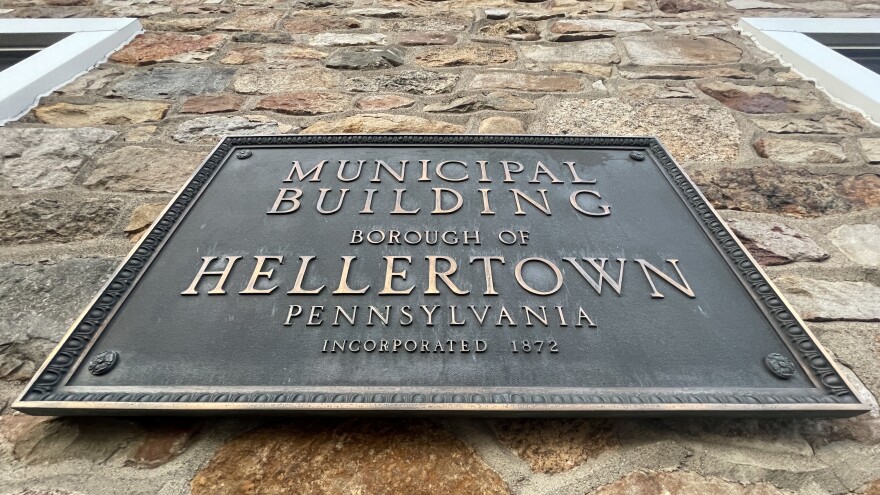 MUNICIPAL
BUILDING
BOROUGH OF
HELLERTOWN
PENNSYLVANIA
INCORPORATED 1872